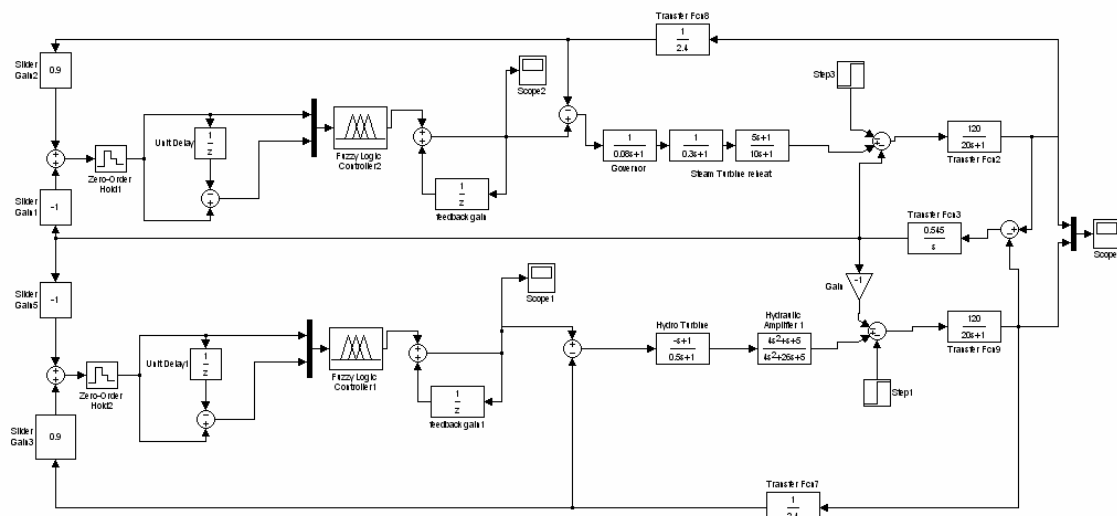 Transfer Fcn8
1
2.4
Slider
Gain2
0.9
Step3
Scope2
Unit Delay
1
z
Fuzzy Logic
Controller2
Zero-Order
Hold1
1
0.08s+1
Governor
1
0.3s+1
5s+1
10s+1
Steam Turbine reheat
120
20s+1
Transfer Fcn2
Slider
Gain1
-1
1
z
feedback gain
Transfer Fcn3
0.545
s
Scope
Slider
Gain5
-1
Scope1
Gain
-1
Unit Delay1
1
z
Fuzzy Logic
Controller1
Zero-Order
Hold2
Hydro Turbine
-s+1
0.5s+1
Hydraulic
Amplifier 1
4s²+s+5
4s²+26s+5
120
20s+1
Transfer Fcn9
Step1
Slider
Gain3
0.9
1
z
feedback gain1
Transfer Fcn7
1
2.4